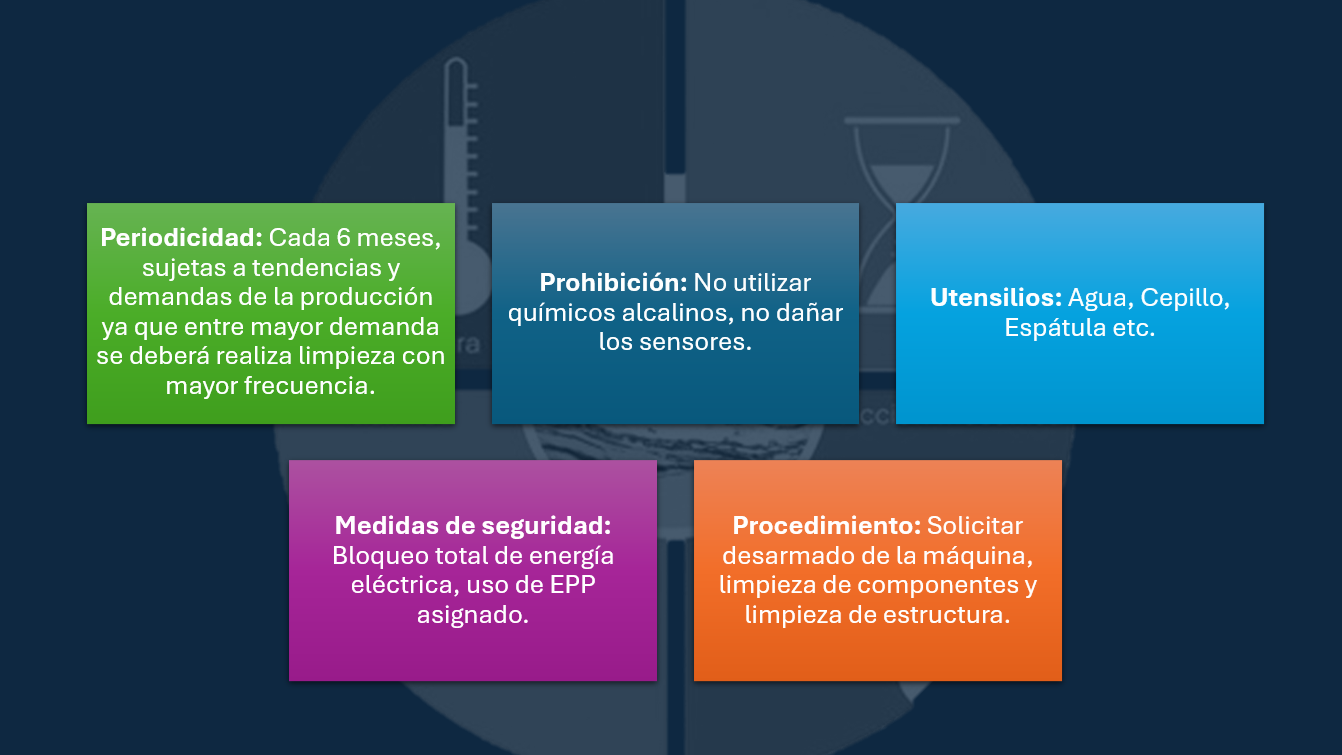 Periodicidad: Cada 6 meses,
sujetas a tendencias y
demandas de la producción
ya que entre mayor demanda
se deberá realiza limpieza con
mayor frecuencia.
Prohibición: No utilizar
químicos alcalinos, no dañar
los sensores.
Utensilios: Agua, Cepillo,
Espátula etc.
Medidas de seguridad:
Bloqueo total de energía
eléctrica, uso de EPP
asignado.
Procedimiento: Solicitar
desarmado de la máquina,
limpieza de componentes y
limpieza de estructura.